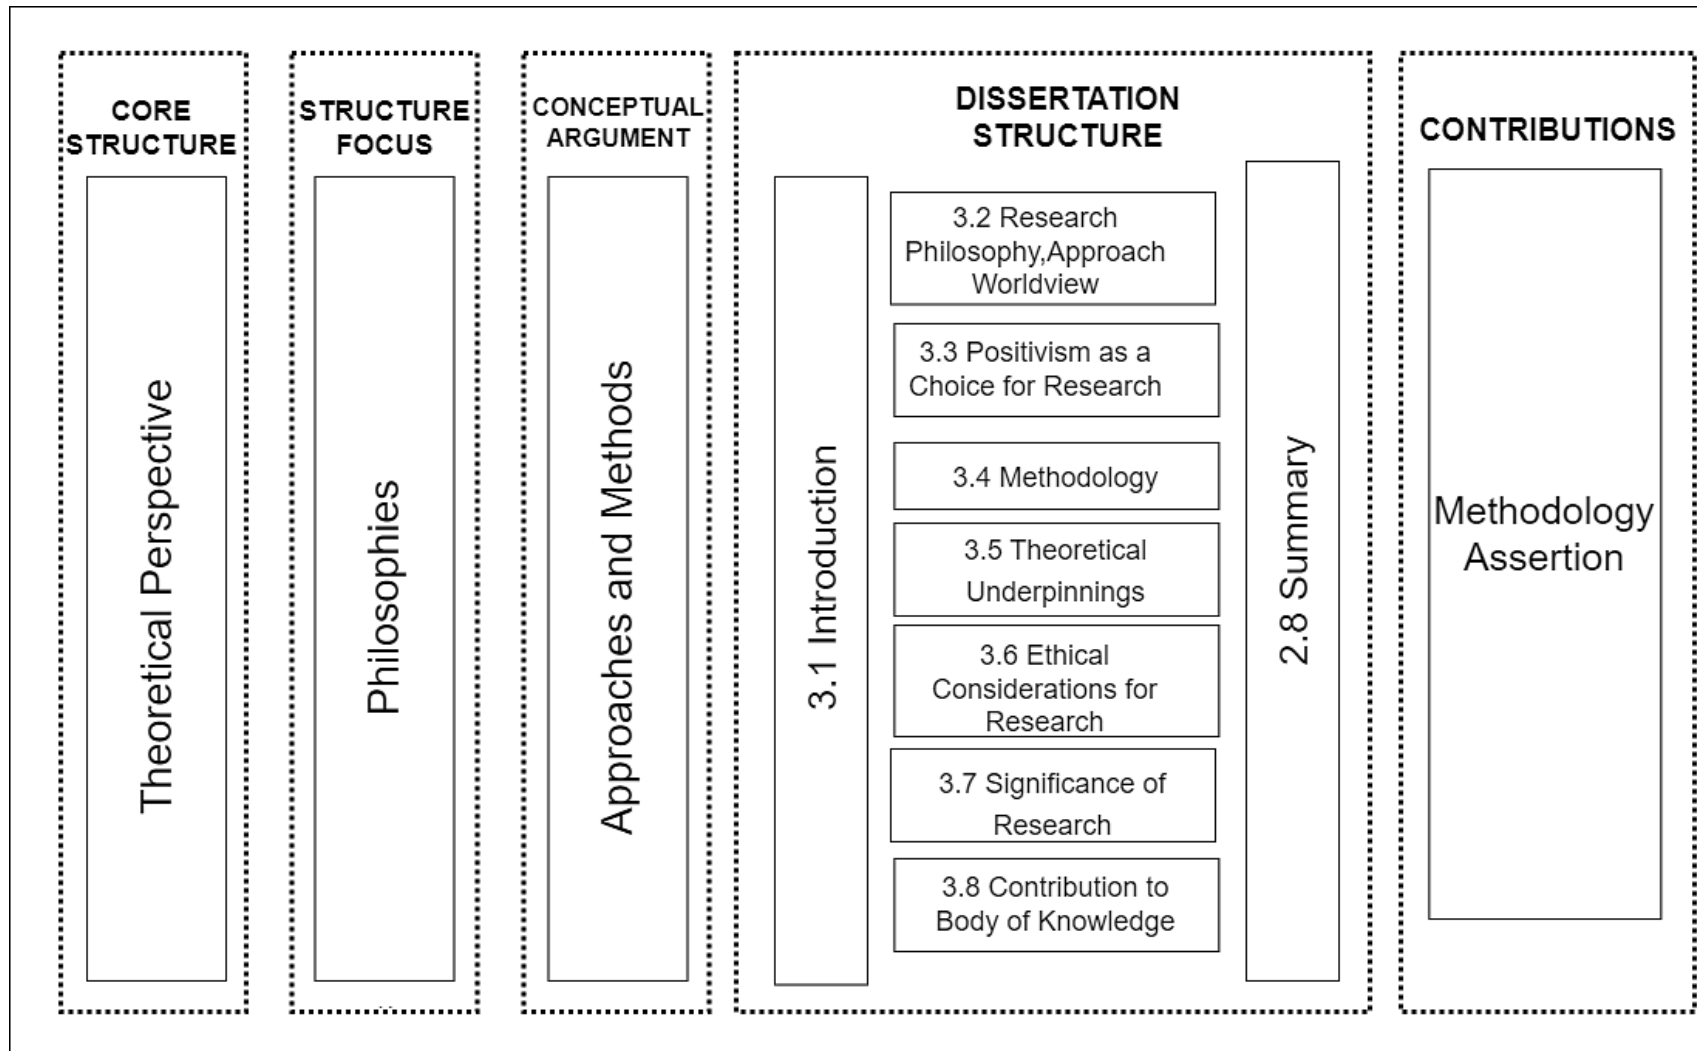 CORE
STRUCTURE
Theoretical Perspective
STRUCTURE
FOCUS
Philosophies
CONCEPTUAL
ARGUMENT
Approaches and Methods
DISSERTATION
STRUCTURE
3.1 Introduction
3.2 Research
Philosophy,Approach
Worldview
3.3 Positivism as a
Choice for Research
3.4 Methodology
3.5 Theoretical
Underpinnings
3.6 Ethical
Considerations for
Research
3.7 Significance of
Research
3.8 Contribution to
Body of Knowledge
2.8 Summary
CONTRIBUTIONS
Methodology
Assertion